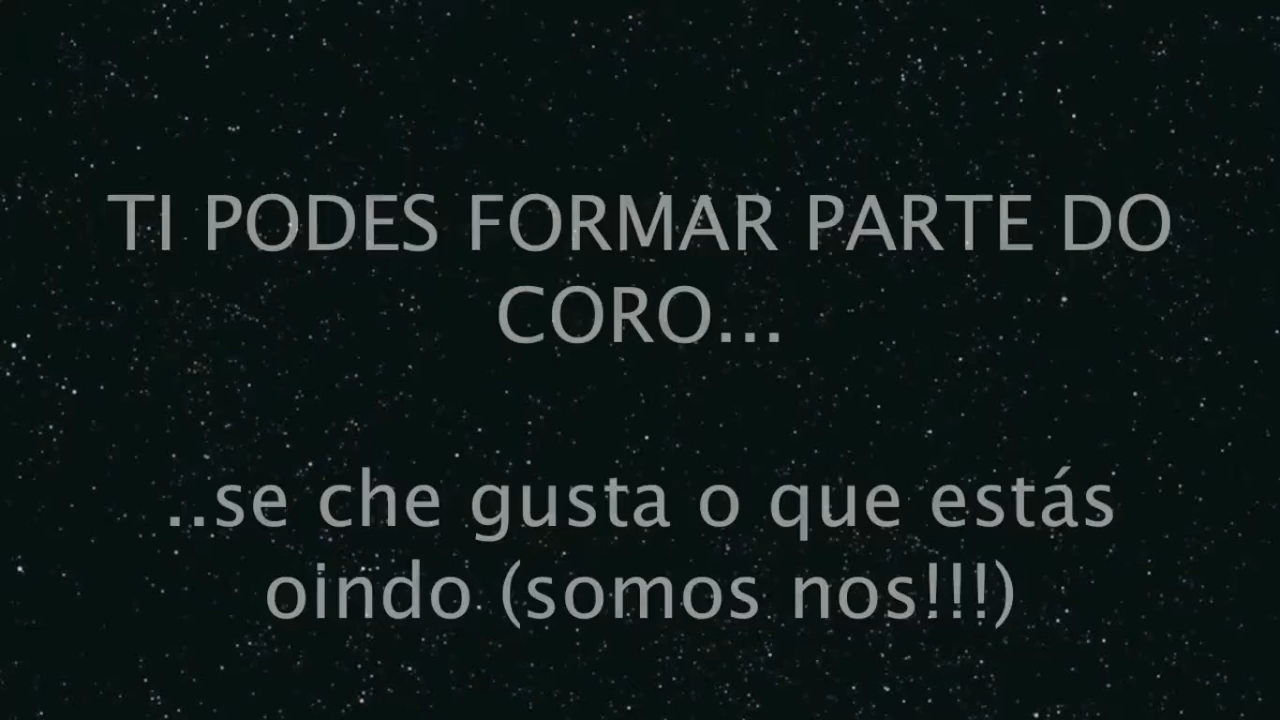 TI PODES FORMAR PARTE DO
CORO...
..se che gusta o que estás
oindo (somos nos!!!)